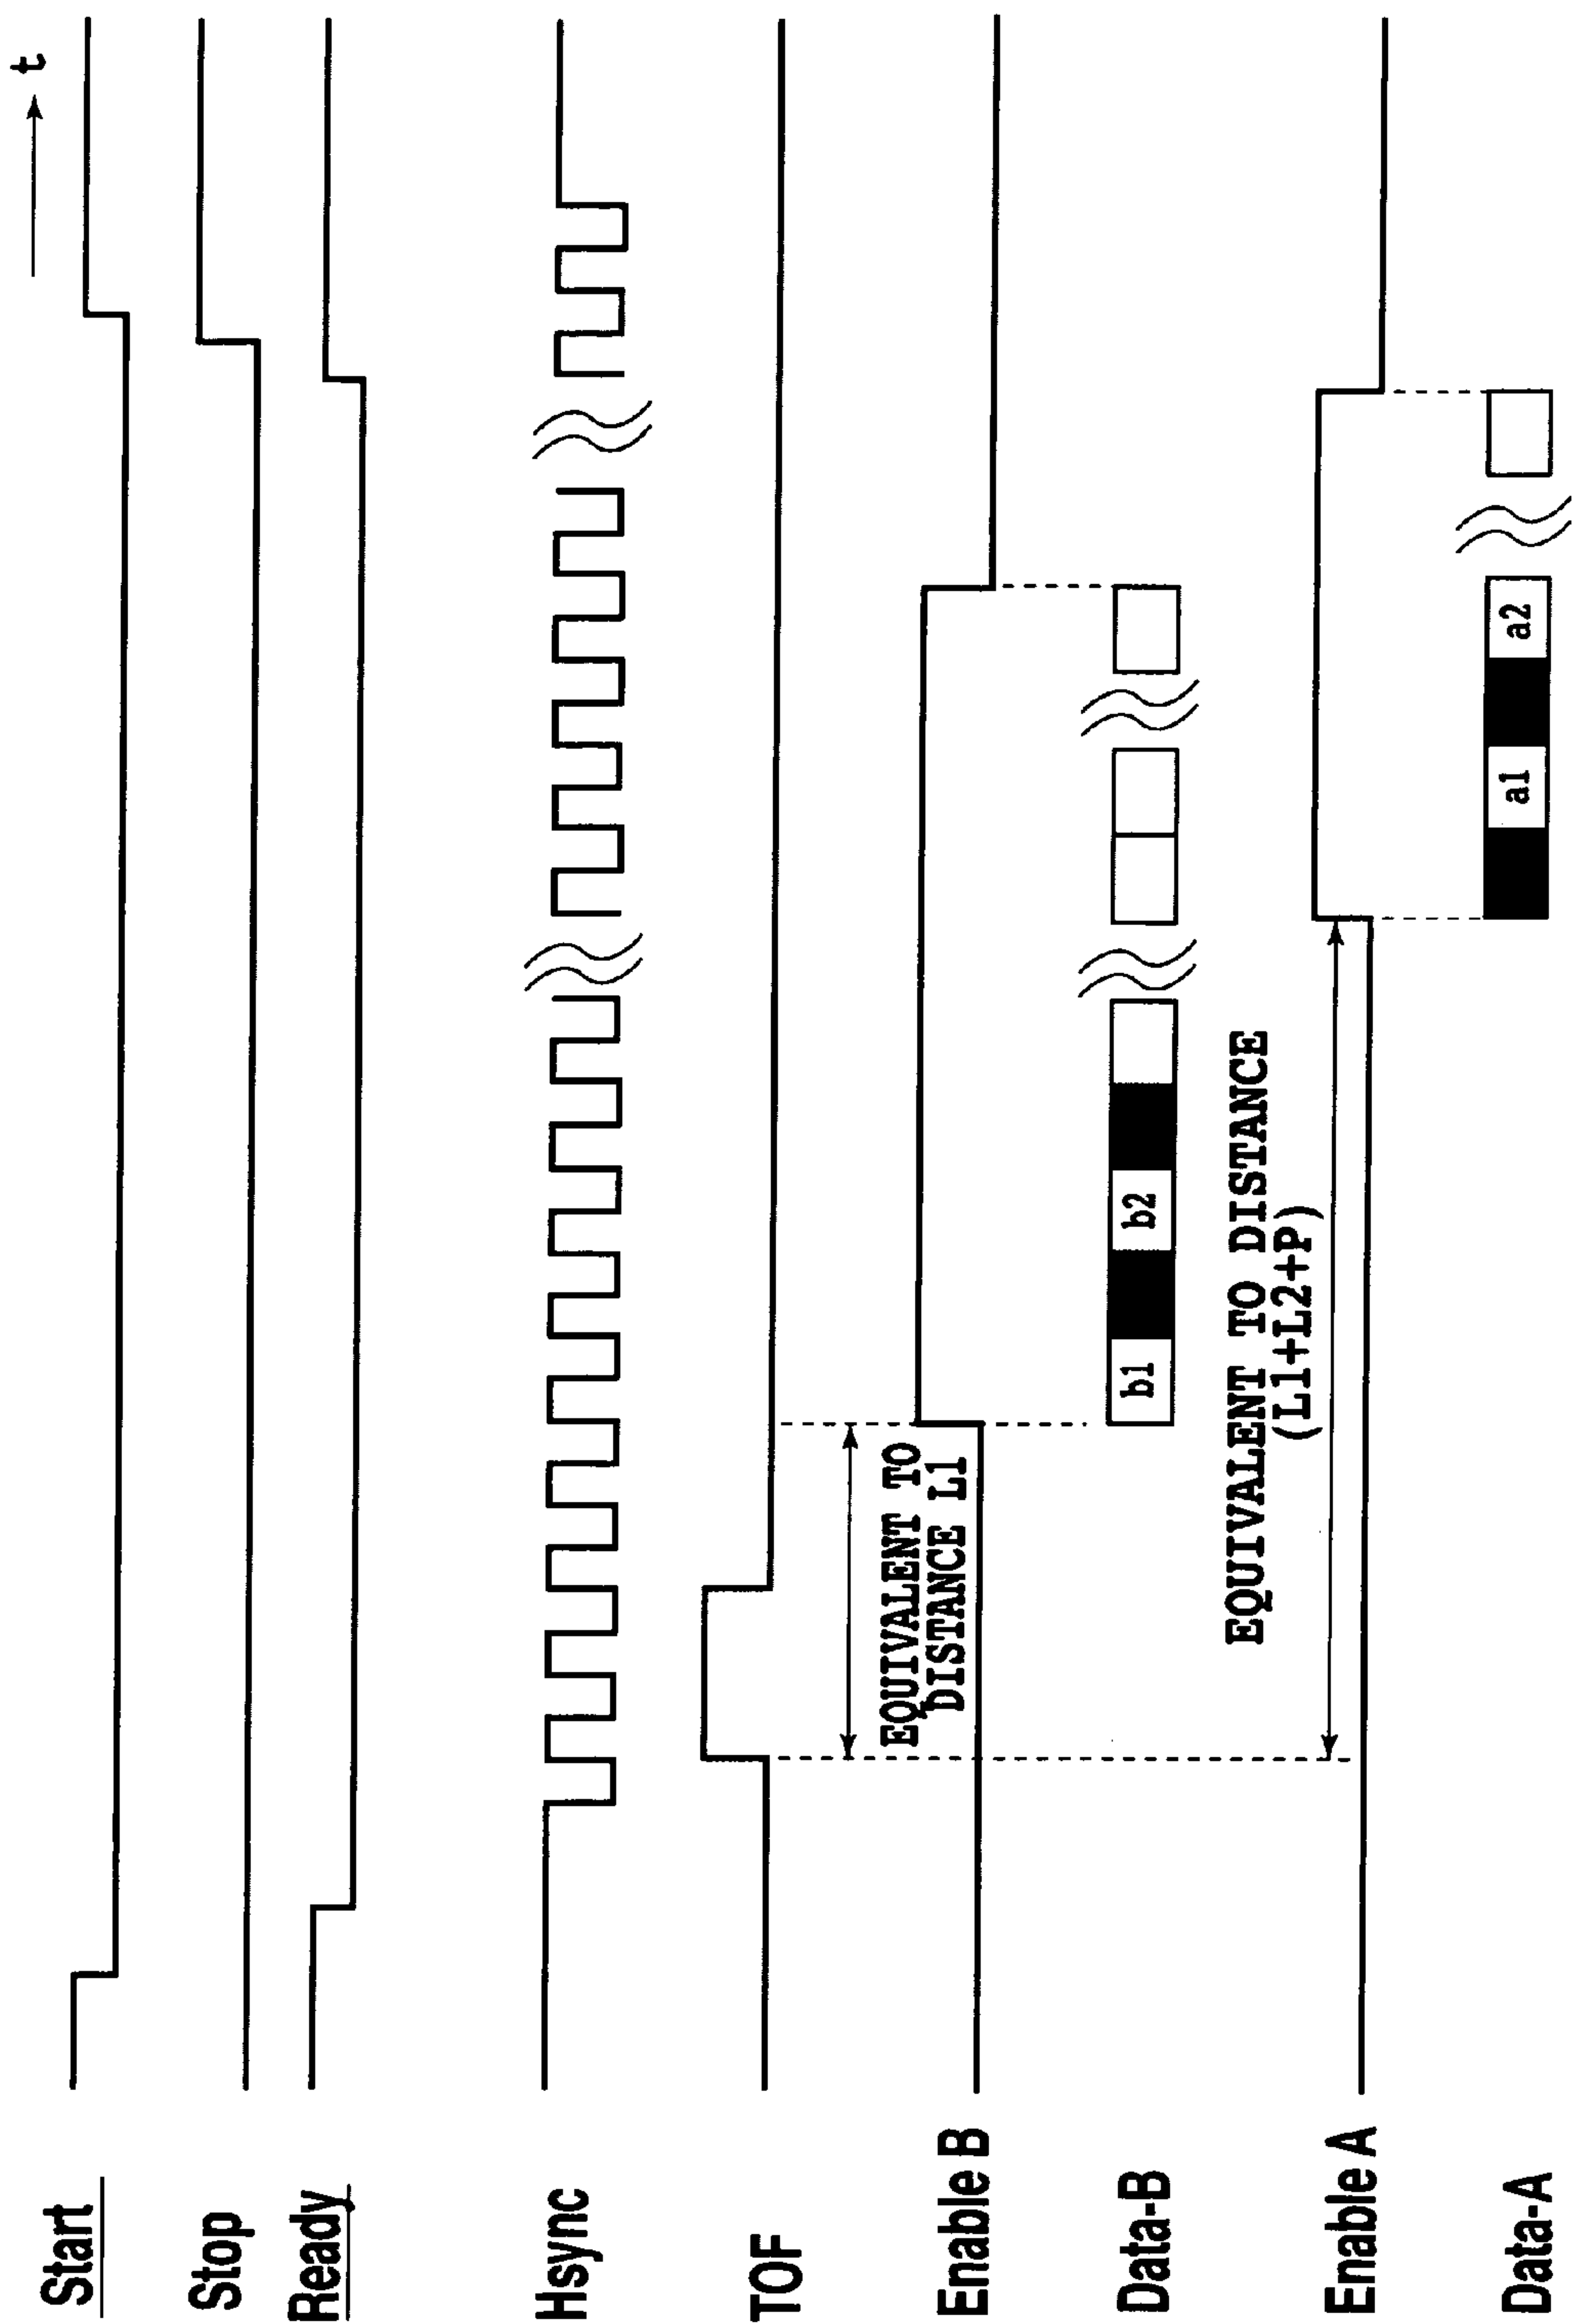 t
Start
Stop
Ready
Hsync
TOF
EQUIVALENT TO
DISTANCE L1
Enable B
b1 b2
Data-B
EQUIVALENT TO DISTANCE
(L1+L2+P)
Enable A
a1 a2
Data-A